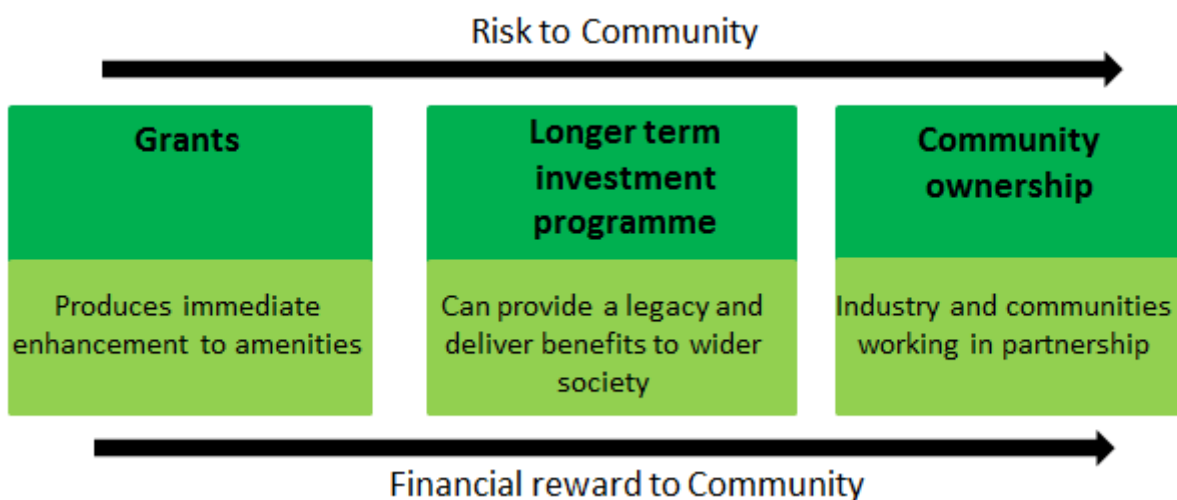 Risk to Community
Grants
Longer term
investment
programme
Community
ownership
Produces immediate
enhancement to amenities
Can provide a legacy and
deliver benefits to wider
society
Industry and communities
working in partnership
Financial reward to Community